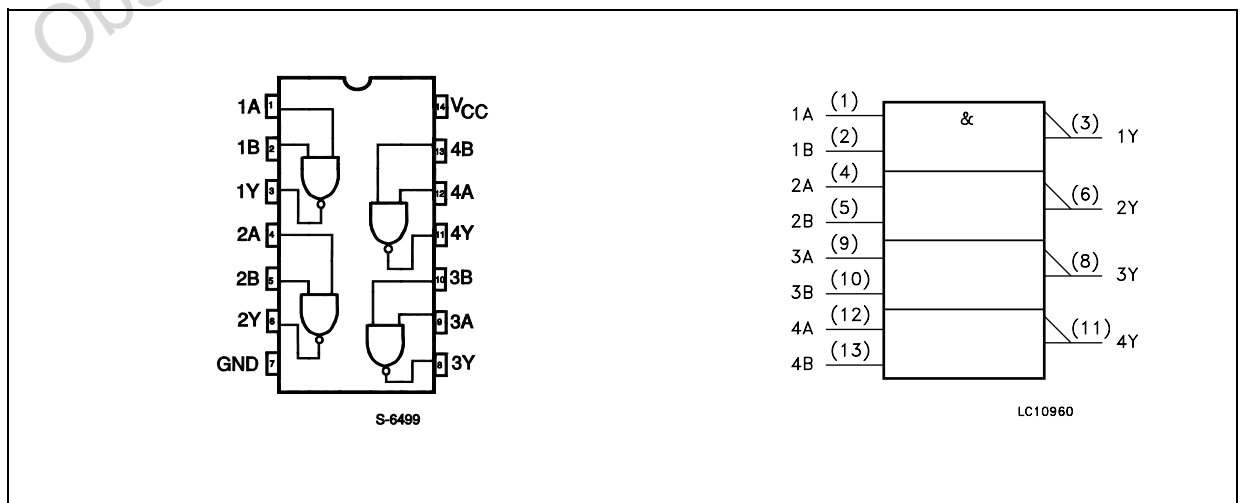 Obs
1A 1
1B 2
1Y 3
2A 4
2B 5
2Y 6
GND 7
14 VCC
13 4B
12 4A
11 4Y
10 3B
9 3A
8 3Y
S-6499
&
1A (1)
1B (2)
2A (4)
2B (5)
3A (9)
3B (10)
4A (12)
4B (13)
(3) 1Y
(6) 2Y
(8) 3Y
(11) 4Y
LC10960